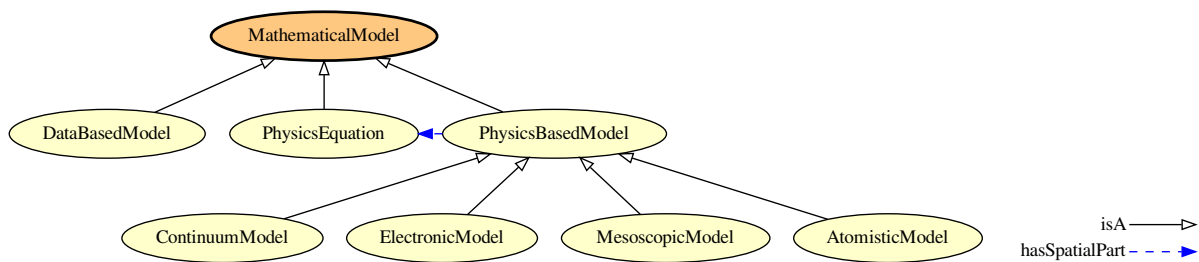 MathematicalModel
DataBasedModel
PhysicsEquation
PhysicsBasedModel
ContinuumModel
ElectronicModel
MesoscopicModel
AtomisticModel
isA
hasSpatialPart